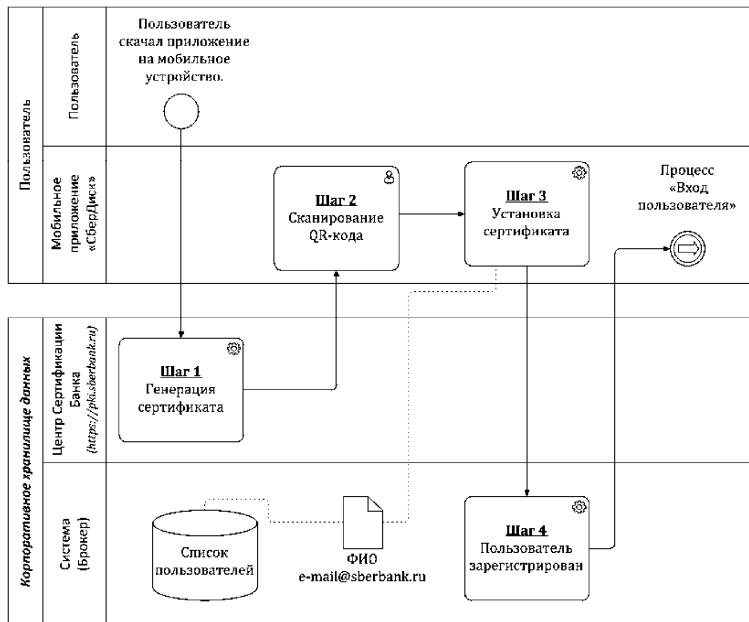 Пользователь
Пользователь
Пользователь
скачал приложение
на мобильное
устройство.
Мобильное
приложение
«СберДиск»
Шаг 2
Сканирование
QR-кода
Шаг 3
Установка
сертификата
Процесс
«Вход
пользователя»
Корпоративное хранилище данных
Центр Сертификации
Банка
(https://pki.sberbank.ru)
Шаг 1
Генерация
сертификата
Система
(Брокер)
Список
пользователей
ФИО
e-mail@sberbank.ru
Шаг 4
Пользователь
зарегистрирован